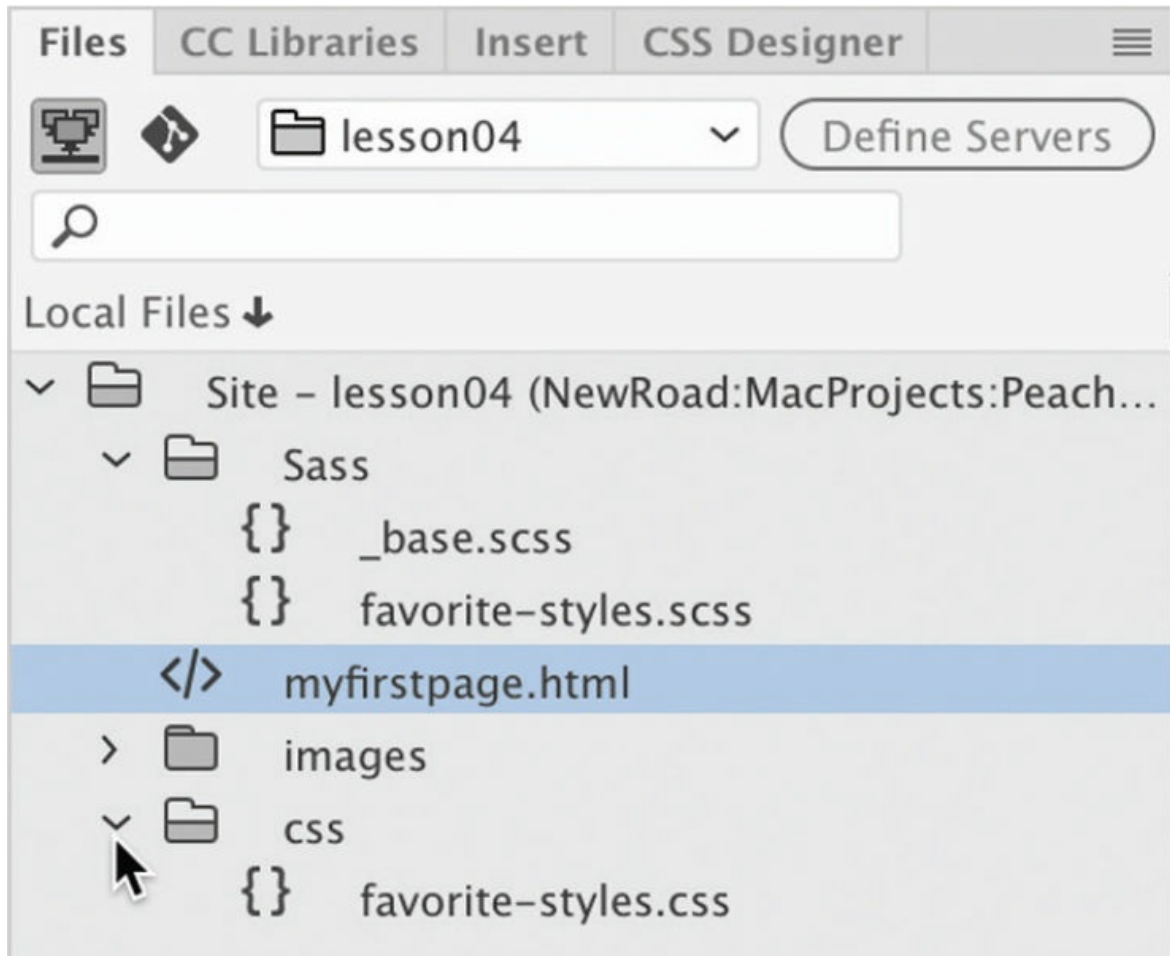 Files CC Libraries Insert CSS Designer
lesson04 Define Servers
Local Files
Site – lesson04 (NewRoad:MacProjects:Peach...
Sass
{} _base.scss
{} favorite-styles.scss
</> myfirstpage.html
images
css
{} favorite-styles.css